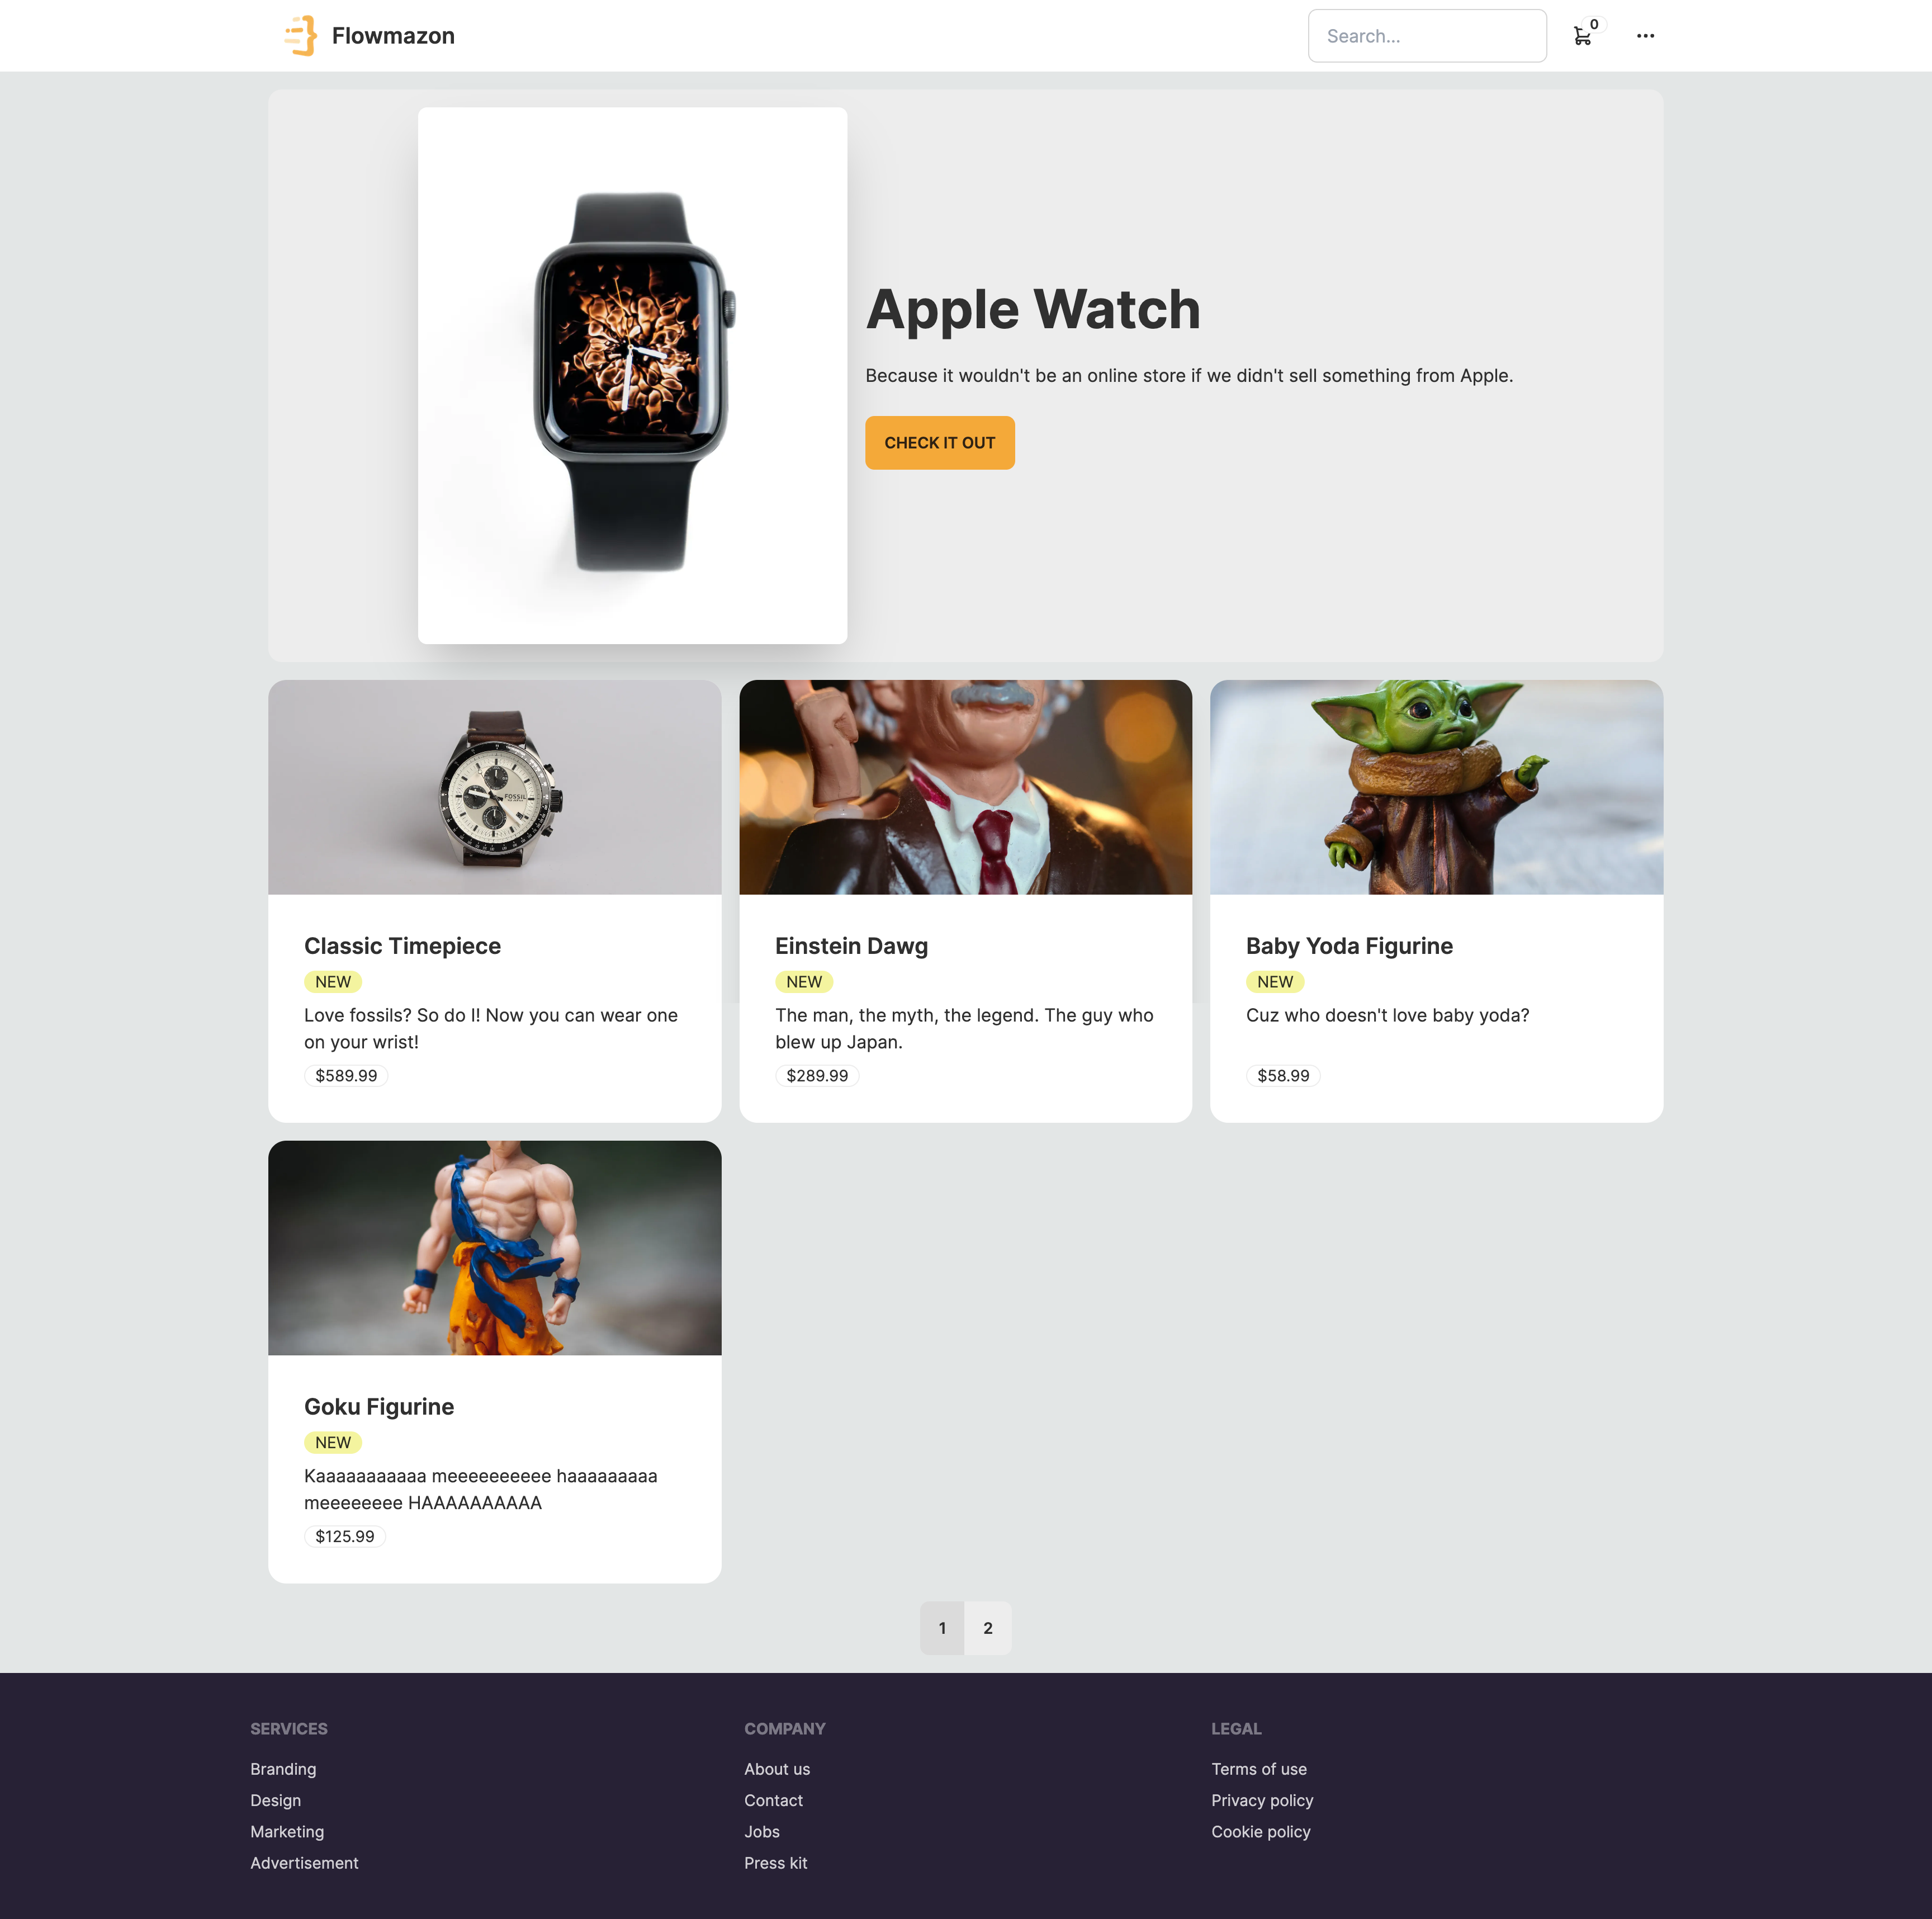 Flowmazon
Search...
0
Apple Watch
Because it wouldn't be an online store if we didn't sell something from Apple.
CHECK IT OUT
FOSSIL
Classic Timepiece
NEW
Love fossils? So do I! Now you can wear one
on your wrist!
$589.99
Einstein Dawg
NEW
The man, the myth, the legend. The guy who
blew up Japan.
$289.99
Baby Yoda Figurine
NEW
Cuz who doesn't love baby yoda?
$58.99
Goku Figurine
NEW
Kaaaaaaaaaaa meeeeeeeeee haaaaaaaaa
meeeeeeee HAAAAAAAAAA
$125.99
1
2
SERVICES
Branding
Design
Marketing
Advertisement
COMPANY
About us
Contact
Jobs
Press kit
LEGAL
Terms of use
Privacy policy
Cookie policy